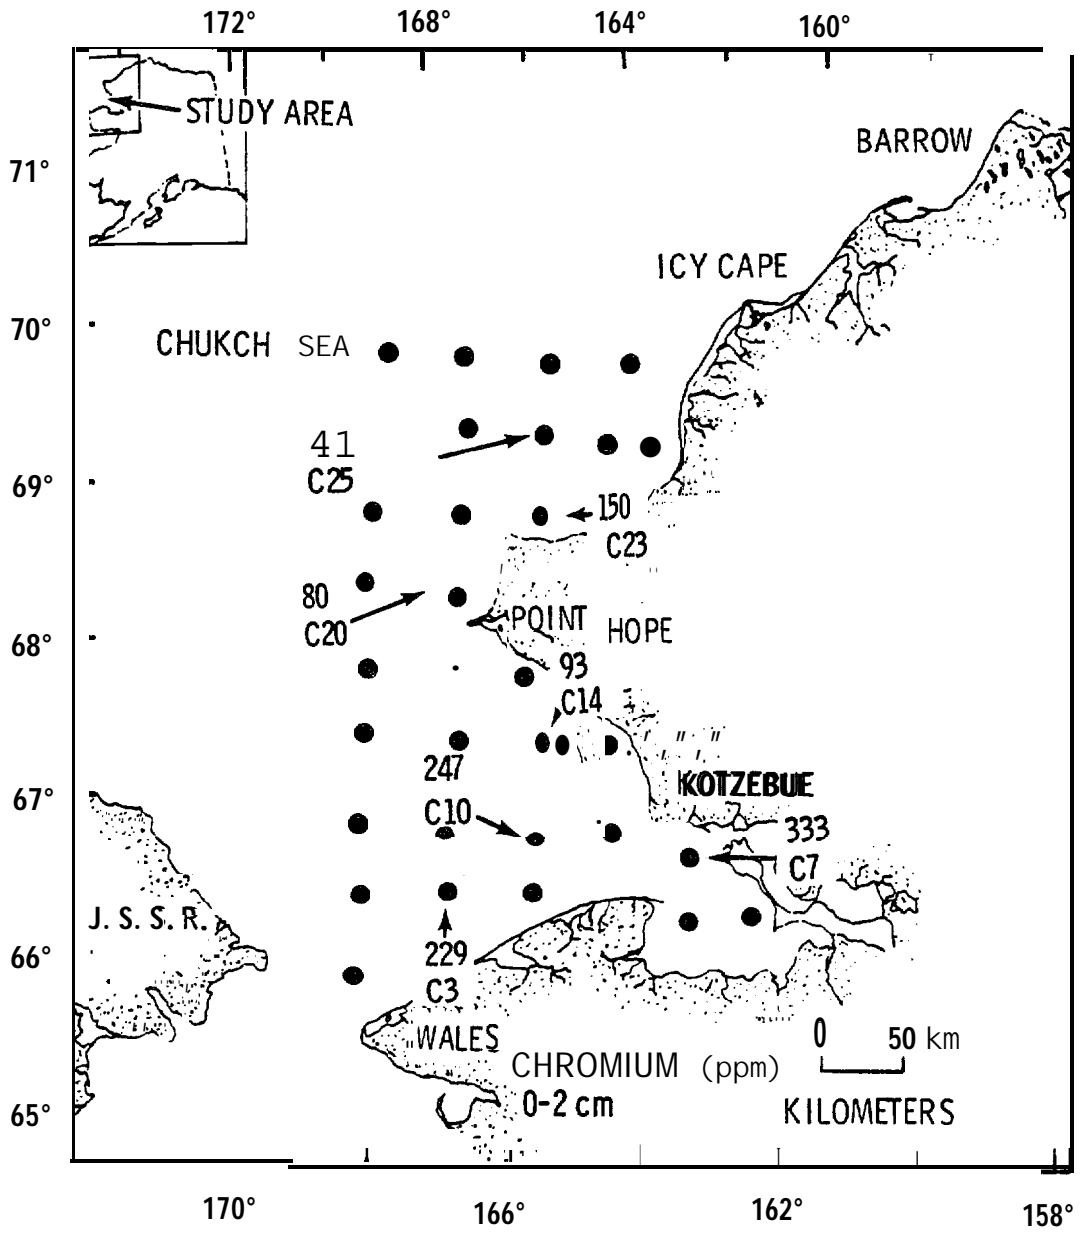 172° 168° 164° 160°
STUDY AREA
BARROW
71°
ICY CAPE
70°
CHUKCH SEA
41
C25
69°
150
C23
80
C20
POINT HOPE
68°
93
C14
247
C10
67°
KOTZEBUE
333
C7
J. S. S. R.
229
C3
66°
WALES
0 50 km
CHROMIUM (ppm)
0-2 cm
KILOMETERS
65°
170° 166° 162° 158°